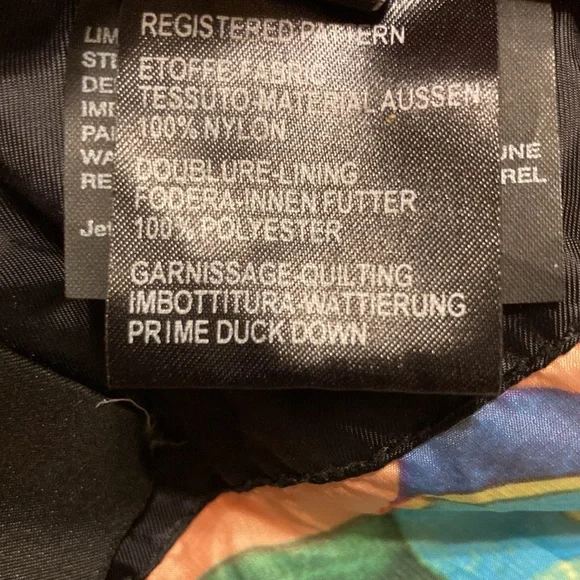 REGISTERED PATTERN
ETOFFE-FABRIC
TESSUTO-MATERIAL AUSSEN
100% NYLON
DOUBLURE-LINING
FODERA-INNEN FUTTER
100% POLYESTER
GARNISSAGE-QUILTING
IMBOTTITURA-WATTIERUNG
PRIME DUCK DOWN